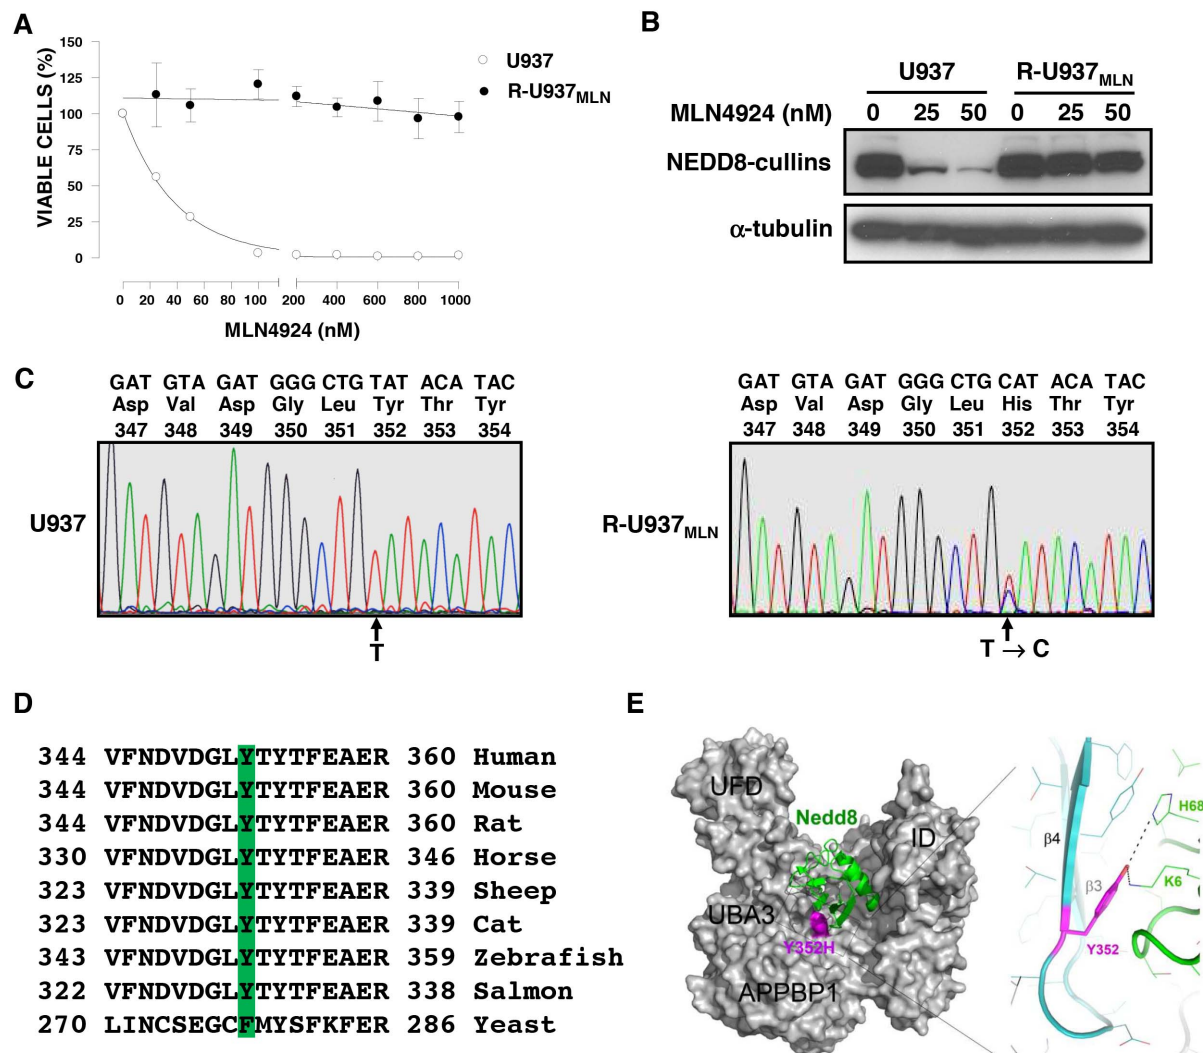 A
150
125
100
75
50
25
0
VIABLE CELLS (%)
0 20 40 60 80 100 200 400 600 800 1000
MLN4924 (nM)
U937
R-U937MLN
B
U937 R-U937MLN
MLN4924 (nM) 0 25 50 0 25 50
NEDD8-cullins
α-tubulin
C
GAT GTA GAT GGG CTG TAT ACA TAC
Asp Val Asp Gly Leu Tyr Thr Tyr
347 348 349 350 351 352 353 354
U937
T
GAT GTA GAT GGG CTG CAT ACA TAC
Asp Val Asp Gly Leu His Thr Tyr
347 348 349 350 351 352 353 354
R-U937MLN
T → C
D
344 VFNDVDGLYTYTFEAER 360 Human
344 VFNDVDGLYTYTFEAER 360 Mouse
344 VFNDVDGLYTYTFEAER 360 Rat
330 VFNDVDGLYTYTFEAER 346 Horse
323 VFNDVDGLYTYTFEAER 339 Sheep
323 VFNDVDGLYTYTFEAER 339 Cat
343 VFNDVDGLYTYTFEAER 359 Zebrafish
322 VFNDVDGLYTYTFEAER 338 Salmon
270 LINCSEGCFMYSFKFER 286 Yeast
E
UFD
Nedd8
ID
UBA3
Y352H
APPBP1
β4
β3
H68
K6
Y352